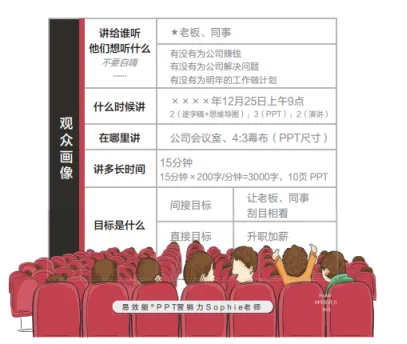 观众画像
讲给谁听
他们想听什么
不要自嗨
……
★老板、同事
有没有为公司赚钱
有没有为公司解决问题
有没有为明年的工作做计划
什么时候讲
××××年12月25日上午9点
2（逐字稿+思维导图）；3（PPT）；2（演讲）
在哪里讲
公司会议室、4:3幕布（PPT尺寸）
讲多长时间
15分钟
15分钟×200字/分钟=3000字，10页 PPT
目标是什么
间接目标
让老板、同事
刮目相看
直接目标
升职加薪
易效能®PPT营销力Sophie老师